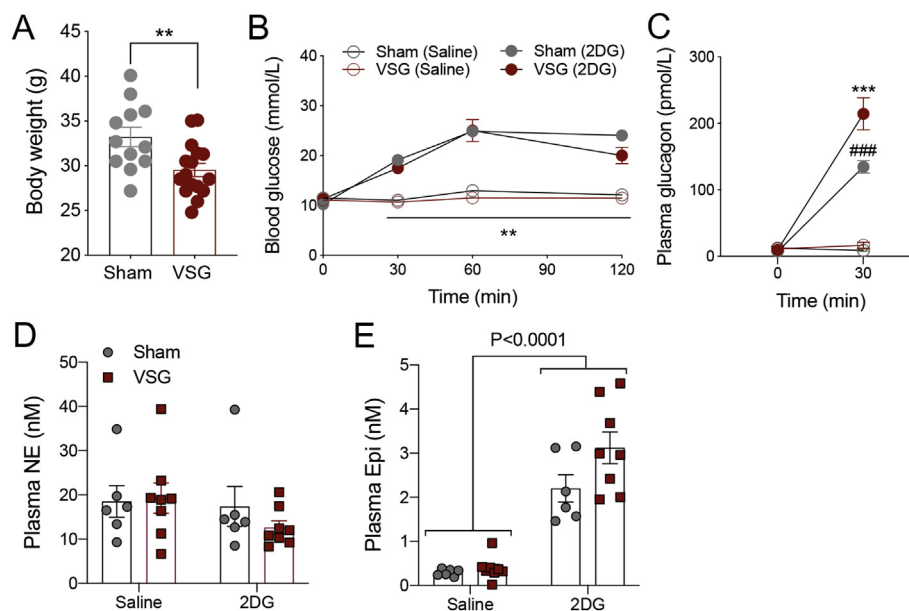 A
**
Body weight (g)
45
40
35
30
25
20
Sham
VSG
B
Sham (Saline)
VSG (Saline)
Sham (2DG)
VSG (2DG)
Blood glucose (mmol/L)
40
30
20
10
0
**
0
30
60
90
120
Time (min)
C
Plasma glucagon (pmol/L)
300
200
100
0
***
###
0
30
Time (min)
D
Sham
VSG
Plasma NE (nM)
50
40
30
20
10
0
Saline
2DG
E
P<0.0001
Plasma Epi (nM)
5
4
3
2
1
0
Saline
2DG